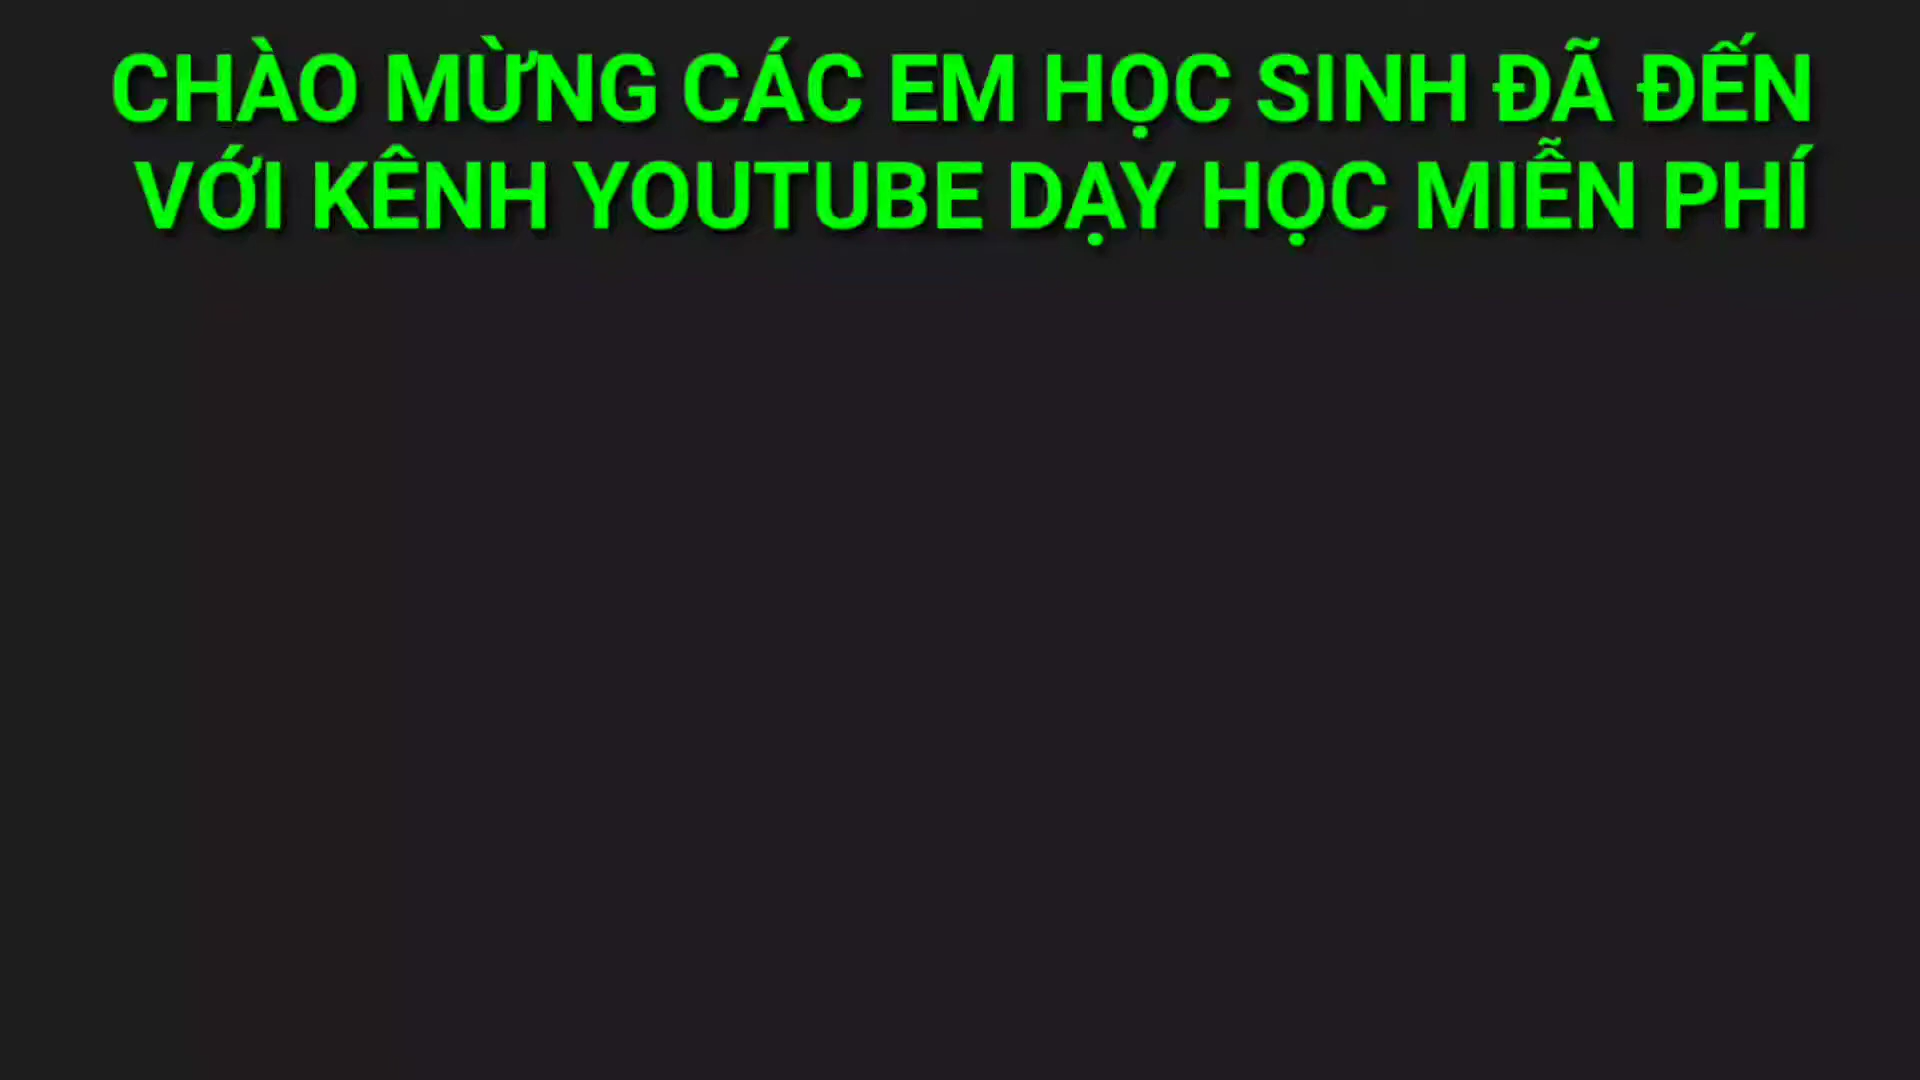 CHÀO MỪNG CÁC EM HỌC SINH ĐÃ ĐẾN
VỚI KÊNH YOUTUBE DẠY HỌC MIỄN PHÍ